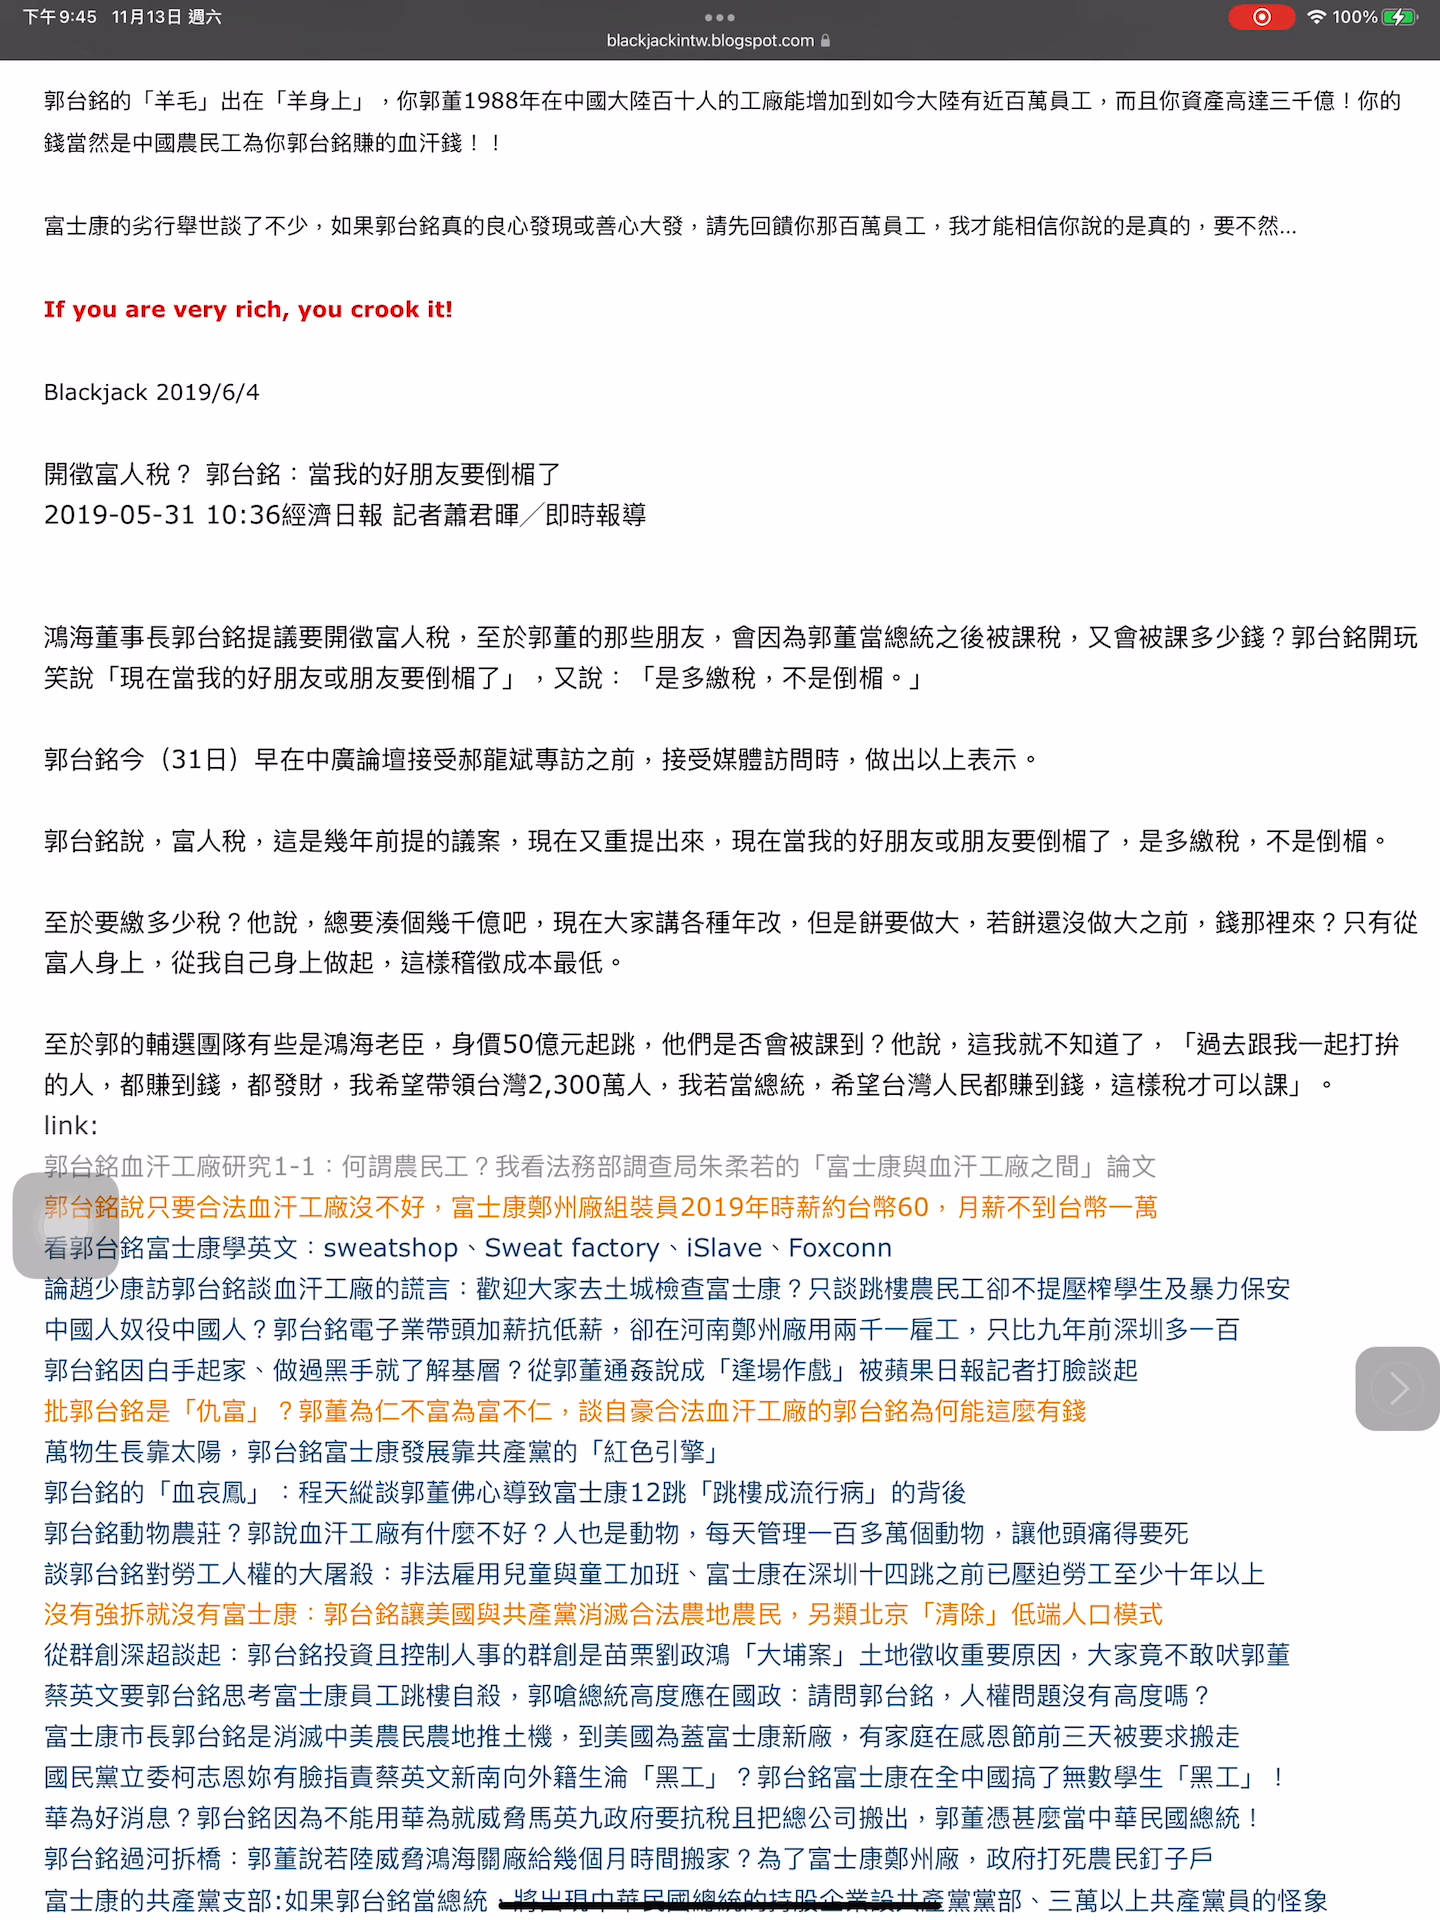 下午9:45 11月13日 週六
100%
blackjackintw.blogspot.com
郭台銘的「羊毛」出在「羊身上」，你郭董1988年在中國大陸百十人的工廠能增加到如今大陸有近百萬員工，而且你資產高達三千億！你的
錢當然是中國農民工為你郭台銘賺的血汗錢！！
富士康的劣行舉世談了不少，如果郭台銘真的良心發現或善心大發，請先回饋你那百萬員工，我才能相信你說的是真的，要不然...
If you are very rich, you crook it!
Blackjack 2019/6/4
開徵富人稅？ 郭台銘：當我的好朋友要倒楣了
2019-05-31 10:36經濟日報 記者蕭君暉╱即時報導
鴻海董事長郭台銘提議要開徵富人稅，至於郭董的那些朋友，會因為郭董當總統之後被課稅，又會被課多少錢？郭台銘開玩
笑說「現在當我的好朋友或朋友要倒楣了」，又說：「是多繳稅，不是倒楣。」
郭台銘今（31日）早在中廣論壇接受郝龍斌專訪之前，接受媒體訪問時，做出以上表示。
郭台銘說，富人稅，這是幾年前提的議案，現在又重提出來，現在當我的好朋友或朋友要倒楣了，是多繳稅，不是倒楣。
至於要繳多少稅？他說，總要湊個幾千億吧，現在大家講各種年改，但是餅要做大，若餅還沒做大之前，錢那裡來？只有從
富人身上，從我自己身上做起，這樣稽徵成本最低。
至於郭的輔選團隊有些是鴻海老臣，身價50億元起跳，他們是否會被課到？他說，這我就不知道了，「過去跟我一起打拚
的人，都賺到錢，都發財，我希望帶領台灣2,300萬人，我若當總統，希望台灣人民都賺到錢，這樣稅才可以課」。
link:
郭台銘血汗工廠研究1-1：何謂農民工？我看法務部調查局朱柔若的「富士康與血汗工廠之間」論文
郭台銘說只要合法血汗工廠沒不好，富士康鄭州廠組裝員2019年時薪約台幣60，月薪不到台幣一萬
看郭台銘富士康學英文：sweatshop、Sweat factory、iSlave、Foxconn
論趙少康訪郭台銘談血汗工廠的謊言：歡迎大家去土城檢查富士康？只談跳樓農民工卻不提壓榨學生及暴力保安
中國人奴役中國人？郭台銘電子業帶頭加薪抗低薪，卻在河南鄭州廠用兩千一雇工，只比九年前深圳多一百
郭台銘因白手起家、做過黑手就了解基層？從郭董通姦說成「逢場作戲」被蘋果日報記者打臉談起
批郭台銘是「仇富」？郭董為仁不富為富不仁，談自豪合法血汗工廠的郭台銘為何能這麼有錢
萬物生長靠太陽，郭台銘富士康發展靠共產黨的「紅色引擎」
郭台銘的「血哀鳳」：程天縱談郭董佛心導致富士康12跳「跳樓成流行病」的背後
郭台銘動物農莊？郭說血汗工廠有什麼不好？人也是動物，每天管理一百多萬個動物，讓他頭痛得要死
談郭台銘對勞工人權的大屠殺：非法雇用兒童與童工加班、富士康在深圳十四跳之前已壓迫勞工至少十年以上
沒有強拆就沒有富士康：郭台銘讓美國與共產黨消滅合法農地農民，另類北京「清除」低端人口模式
從群創深超談起：郭台銘投資且控制人事的群創是苗栗劉政鴻「大埔案」土地徵收重要原因，大家竟不敢吠郭董
蔡英文要郭台銘思考富士康員工跳樓自殺，郭嗆總統高度應在國政：請問郭台銘，人權問題沒有高度嗎？
富士康市長郭台銘是消滅中美農民農地推土機，到美國為蓋富士康新廠，有家庭在感恩節前三天被要求搬走
國民黨立委柯志恩妳有臉指責蔡英文新南向外籍生淪「黑工」？郭台銘富士康在全中國搞了無數學生「黑工」！
華為好消息？郭台銘因為不能用華為就威脅馬英九政府要抗稅且把總公司搬出，郭董憑甚麼當中華民國總統！
郭台銘過河拆橋：郭董說若陸威脅鴻海關廠給幾個月時間搬家？為了富士康鄭州廠，政府打死農民釘子戶
富士康的共產黨支部:如果郭台銘當總統，將出現中華民國總統的持股企業設共產黨黨部、三萬以上共產黨員的怪象